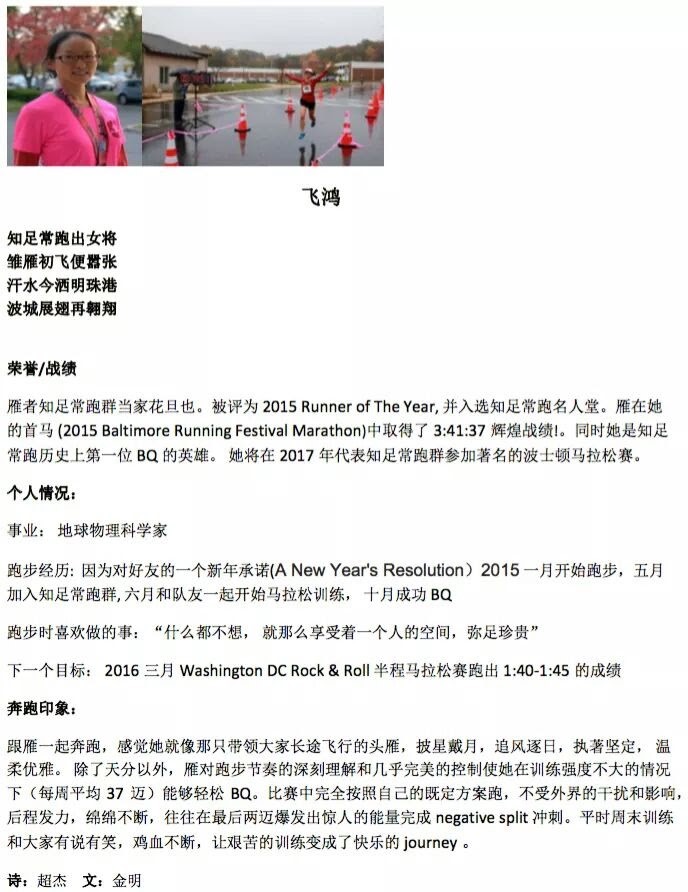 飞鸿
知足常跑出女将
雏雁初飞便嚣张
汗水今洒明珠港
波城展翅再翱翔
荣誉/战绩
雁者知足常跑群当家花旦也。被评为 2015 Runner of The Year, 并入选知足常跑名人堂。雁在她
的首马 (2015 Baltimore Running Festival Marathon)中取得了 3:41:37 辉煌战绩!。同时她是知足
常跑历史上第一位 BQ 的英雄。 她将在 2017 年代表知足常跑群参加著名的波士顿马拉松赛。
个人情况：
事业： 地球物理科学家
跑步经历: 因为对好友的一个新年承诺(A New Year's Resolution）2015 一月开始跑步，五月
加入知足常跑群, 六月和队友一起开始马拉松训练， 十月成功 BQ
跑步时喜欢做的事：“什么都不想， 就那么享受着一个人的空间，弥足珍贵”
下一个目标： 2016 三月 Washington DC Rock & Roll 半程马拉松赛跑出 1:40-1:45 的成绩
奔跑印象：
跟雁一起奔跑，感觉她就像那只带领大家长途飞行的头雁，披星戴月，追风逐日，执著坚定， 温
柔优雅。 除了天分以外，雁对跑步节奏的深刻理解和几乎完美的控制使她在训练强度不大的情况
下（每周平均 37 迈）能够轻松 BQ。比赛中完全按照自己的既定方案跑，不受外界的干扰和影响，
后程发力，绵绵不断，往往在最后两迈爆发出惊人的能量完成 negative split 冲刺。平时周末训练
和大家有说有笑，鸡血不断，让艰苦的训练变成了快乐的 journey 。
诗：超杰 文：金明